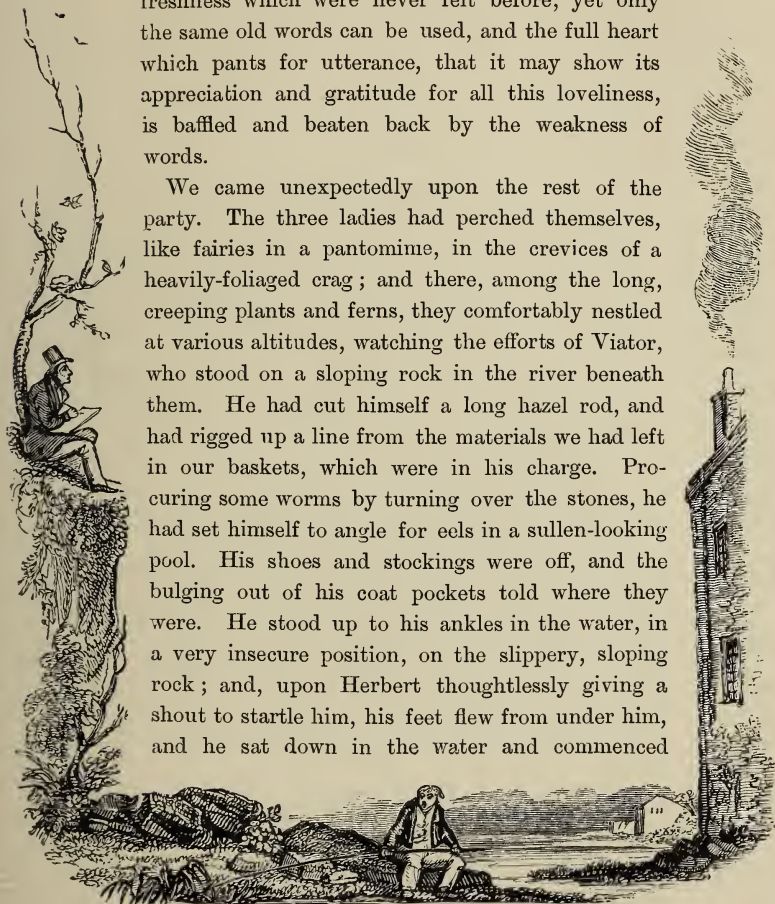 freshness which were never felt before, yet only
the same old words can be used, and the full heart
which pants for utterance, that it may show its
appreciation and gratitude for all this loveliness,
is baffled and beaten back by the weakness of
words.
We came unexpectedly upon the rest of the
party. The three ladies had perched themselves,
like fairies in a pantomime, in the crevices of a
heavily-foliaged crag ; and there, among the long,
creeping plants and ferns, they comfortably nestled
at various altitudes, watching the efforts of Viator,
who stood on a sloping rock in the river beneath
them. He had cut himself a long hazel rod, and
had rigged up a line from the materials we had left
in our baskets, which were in his charge. Pro-
curing some worms by turning over the stones, he
had set himself to angle for eels in a sullen-looking
pool. His shoes and stockings were off, and the
bulging out of his coat pockets told where they
were. He stood up to his ankles in the water, in
a very insecure position, on the slippery, sloping
rock ; and, upon Herbert thoughtlessly giving a
shout to startle him, his feet flew from under him,
and he sat down in the water and commenced